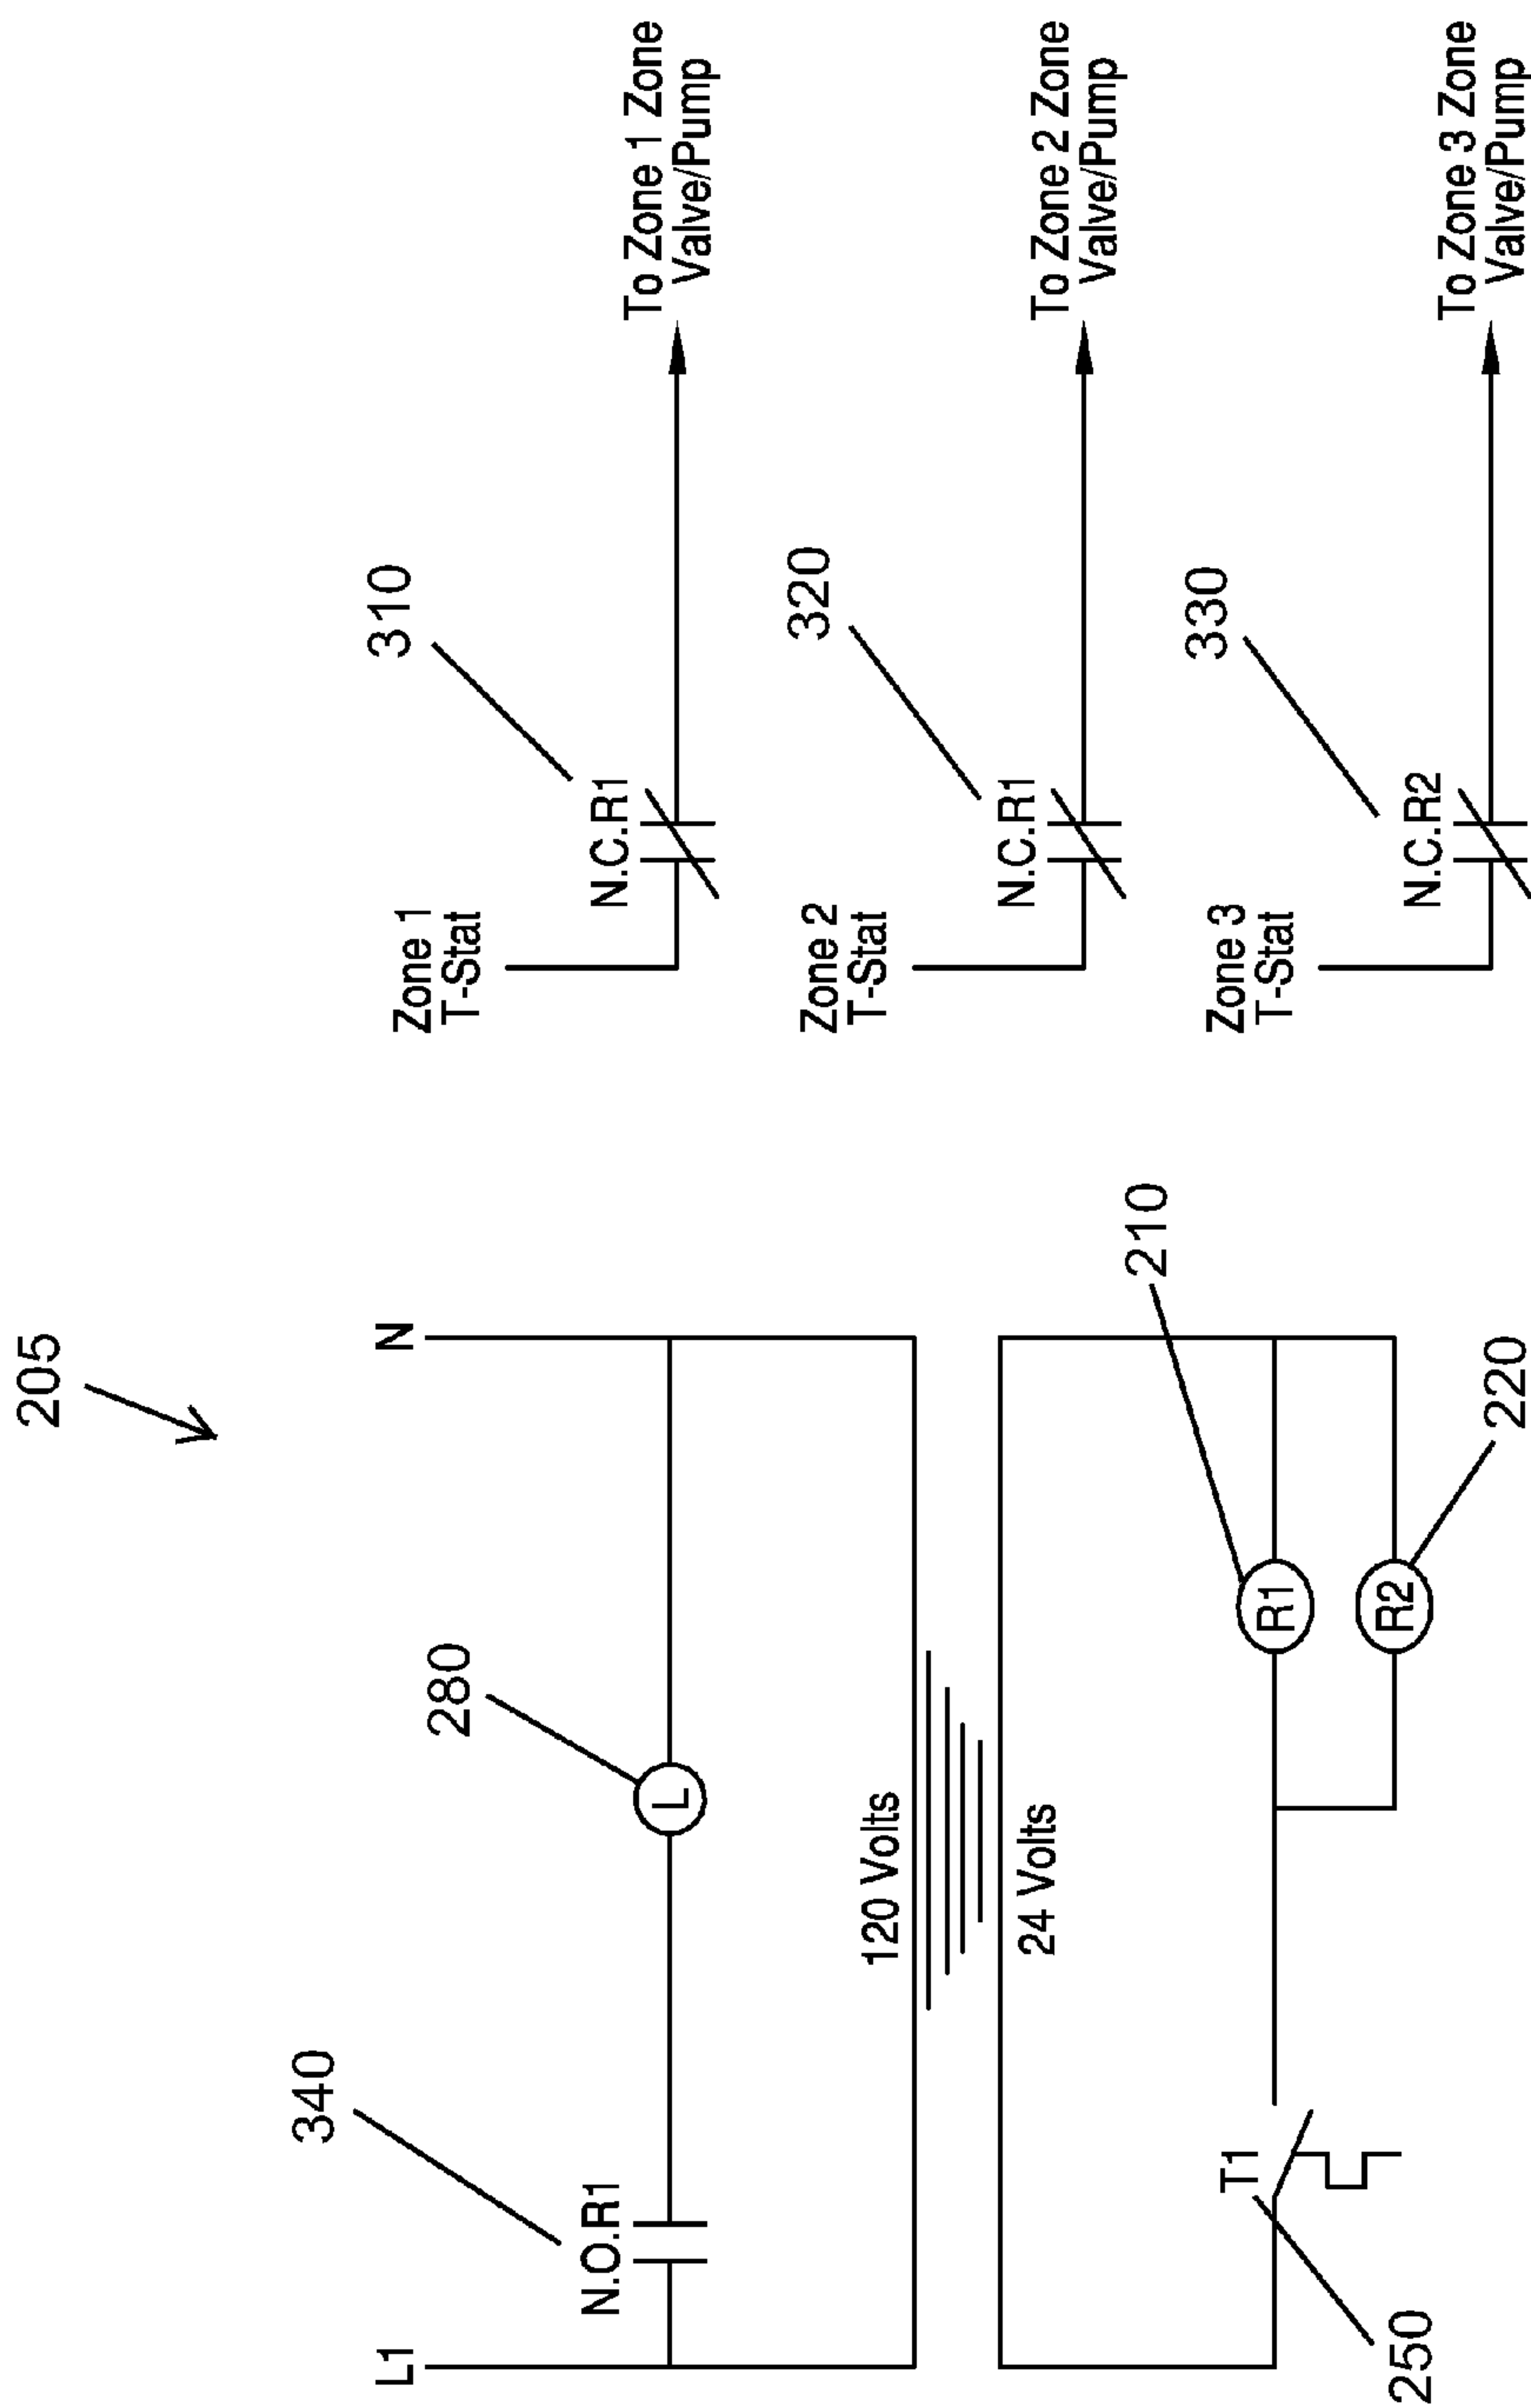 205
L1
N
340
N.O.R1
280
L
120 Volts
24 Volts
T1
250
R1
210
R2
220
Zone 1
T-Stat
N.C.R1
310
To Zone 1 Zone
Valve/Pump
Zone 2
T-Stat
N.C.R1
320
To Zone 2 Zone
Valve/Pump
Zone 3
T-Stat
N.C.R2
330
To Zone 3 Zone
Valve/Pump